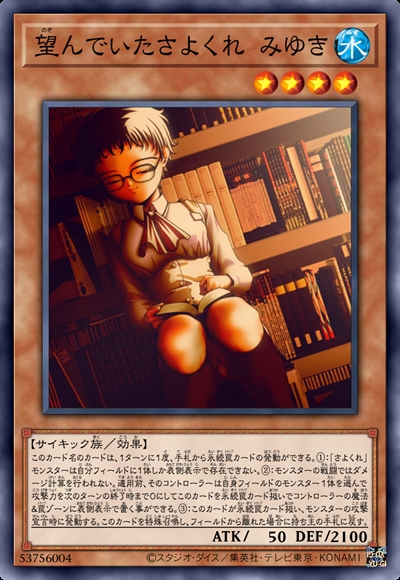 望んでいたさよくれ みゆき
水
【サイキック族／効果】
このカード名のカードは、1ターンに1度、手札から永続罠カードの発動ができる。①：「さよくれ」
モンスターは自分フィールドに1体しか表側表示で存在できない。②：モンスターの戦闘ではダメ
ージ計算を行われない。適用前、そのコントローラーは自身フィールドのモンスター1体を選んで
攻撃力を次のターンの終了時まで0にしてこのカードを永続罠カード扱いでコントローラーの魔法
&罠ゾーンに表側表示で置く事ができる。③：このカードが永続罠カード扱いの場合、モンスターの攻撃
宣言時に発動する。このカードを特殊召喚し、フィールドから離れた場合に持ち主の手札に戻す。
ATK/ 50 DEF/2100
53756004
©スタジオ・ダイス/集英社・テレビ東京・KONAMI